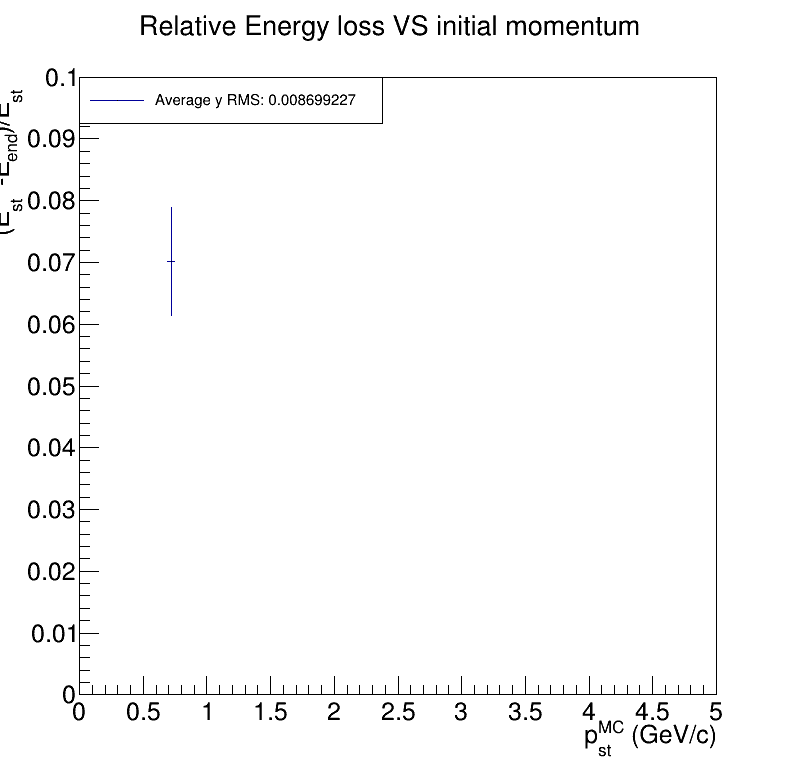 Relative Energy loss VS initial momentum
(E_st -E_end)/E_st
Average y RMS: 0.008699227
0.1
0.09
0.08
0.07
0.06
0.05
0.04
0.03
0.02
0.01
0
0 0.5 1 1.5 2 2.5 3 3.5 4 4.5 5
p_st^MC (GeV/c)